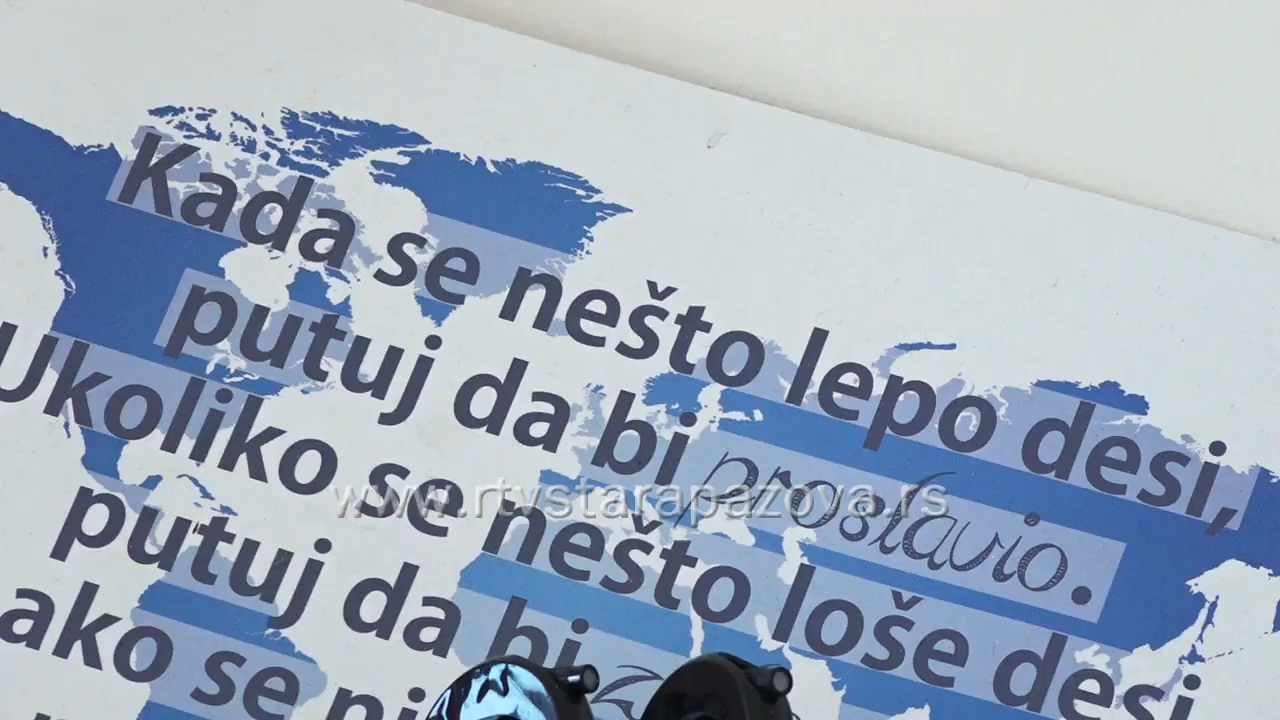 Kada se nešto lepo desi,
putuj da bi proslavio.
Ukoliko se nešto loše desi
putuj da bi
ako se
www.rtvstarapazova.rs